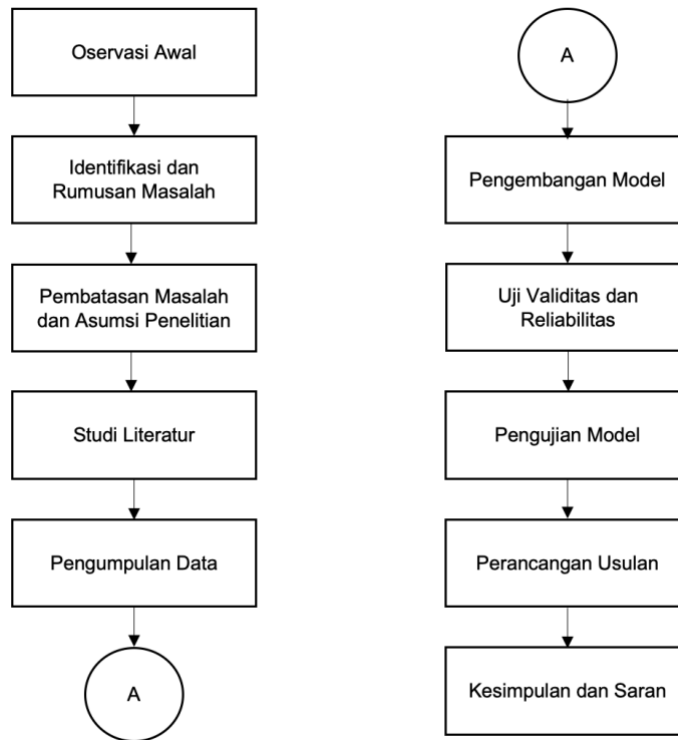 Oservasi Awal
Identifikasi dan
Rumusan Masalah
Pembatasan Masalah
dan Asumsi Penelitian
Studi Literatur
Pengumpulan Data
A
A
Pengembangan Model
Uji Validitas dan
Reliabilitas
Pengujian Model
Perancangan Usulan
Kesimpulan dan Saran